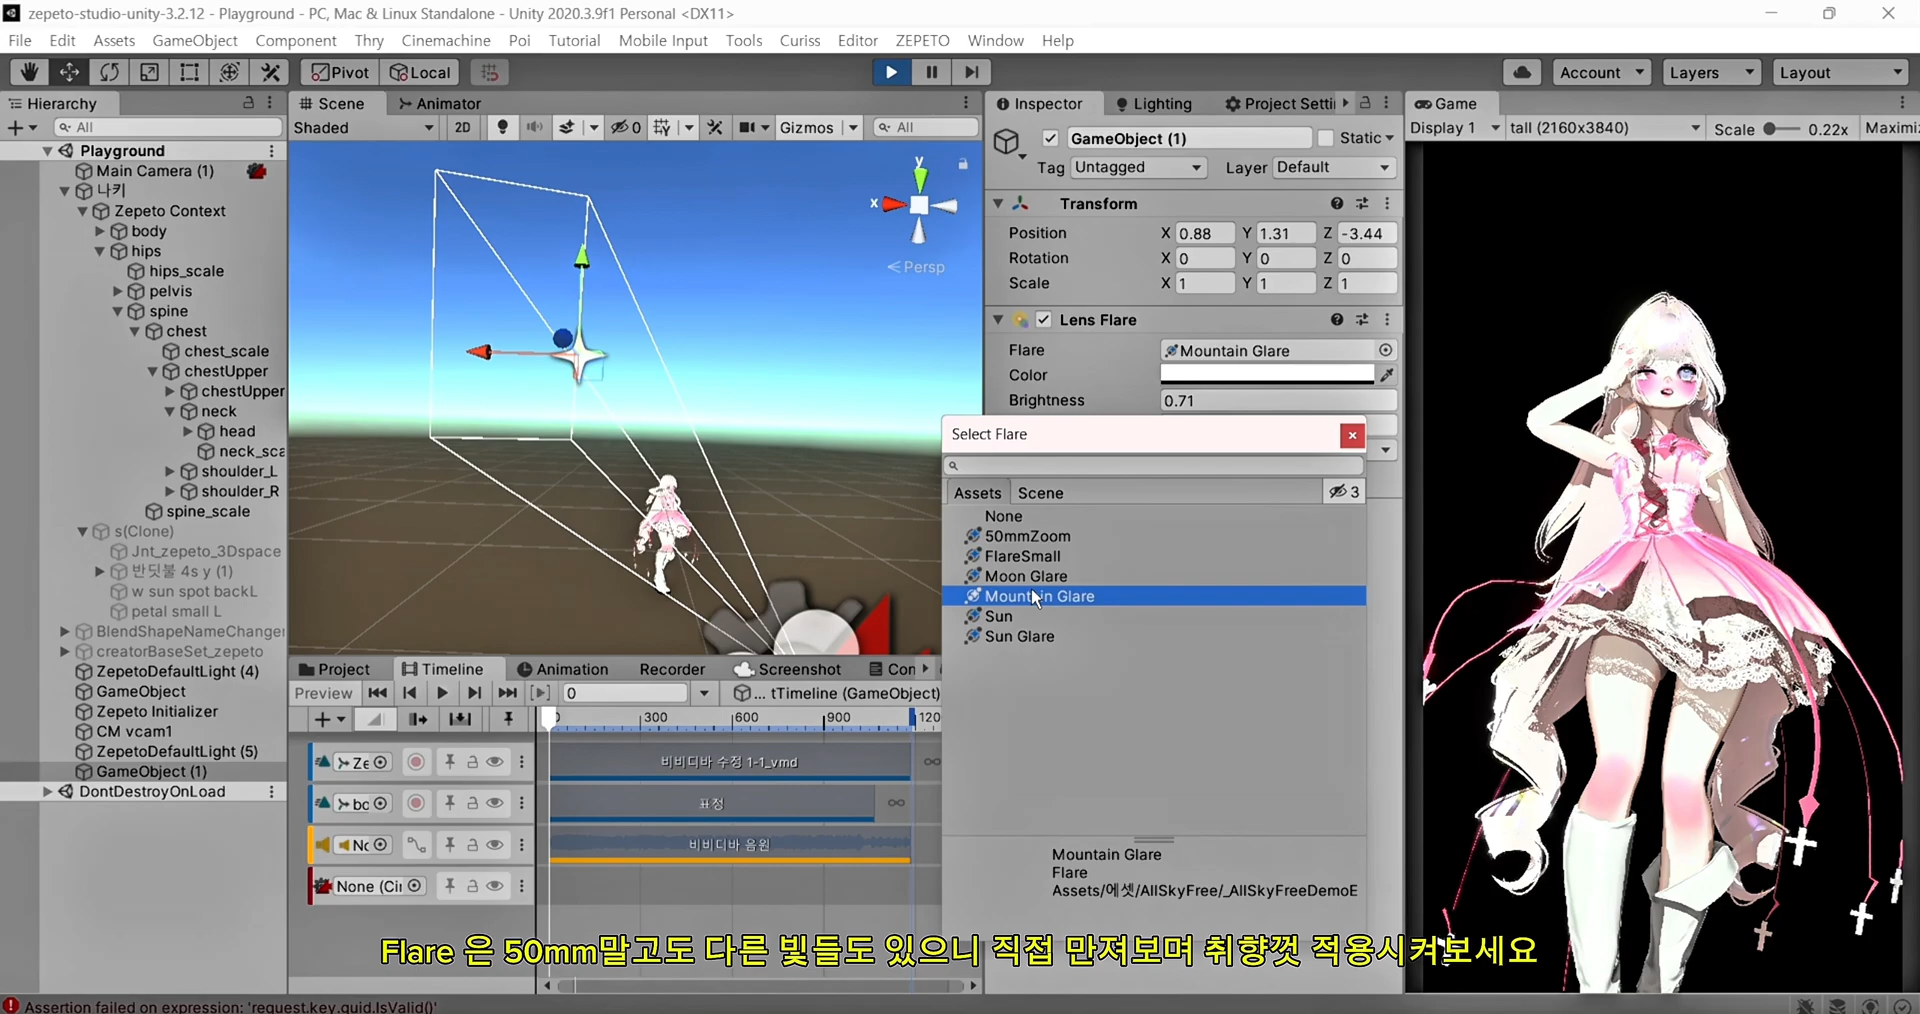 zepeto-studio-unity-3.2.12 - Playground - PC, Mac & Linux Standalone - Unity 2020.3.9f1 Personal <DX11>
File Edit Assets GameObject Component Thry Cinemachine Poi Tutorial Mobile Input Tools Curiss Editor ZEPETO Window Help
Pivot Local Account Layers Layout
Hierarchy
All
Playground
Main Camera (1)
나키
Zepeto Context
body
hips
hips_scale
pelvis
spine
chest
chest_scale
chestUpper
chestUpper
neck
head
neck_sca
shoulder_L
shoulder_R
spine_scale
s(Clone)
Jnt_zepeto_3Dspace
반딧불 4s y (1)
w sun spot backL
petal small L
BlendShapeNameChanger
creatorBaseSet_zepeto
ZepetoDefaultLight (4)
GameObject
Zepeto Initializer
CM vcam1
ZepetoDefaultLight (5)
GameObject (1)
DontDestroyOnLoad
Scene Animator
Shaded 2D 0 Gizmos All
y
x
Persp
Inspector Lighting Project Setti
GameObject (1) Static
Tag Untagged Layer Default
Transform
Position X 0.88 Y 1.31 Z -3.44
Rotation X 0 Y 0 Z 0
Scale X 1 Y 1 Z 1
Lens Flare
Flare Mountain Glare
Color
Brightness 0.71
Select Flare
Assets Scene 3
None
50mmZoom
FlareSmall
Moon Glare
Mountain Glare
Sun
Sun Glare
Mountain Glare
Flare
Assets/에셋/AllSkyFree/_AllSkyFreeDemoE
Game
Display 1 tall (2160x3840) Scale 0.22x Maximi
Project Timeline Animation Recorder Screenshot Con
Preview 0 ... tTimeline (GameObject)
300 600 900 120
Ze 비비디바 수정 1-1_vmd
bo 표정
No 비비디바 음원
None (Cir
Flare 은 50mm말고도 다른 빛들도 있으니 직접 만져보며 취향껏 적용시켜보세요
Assertion failed on expression: 'request.key.guid.IsValid()'